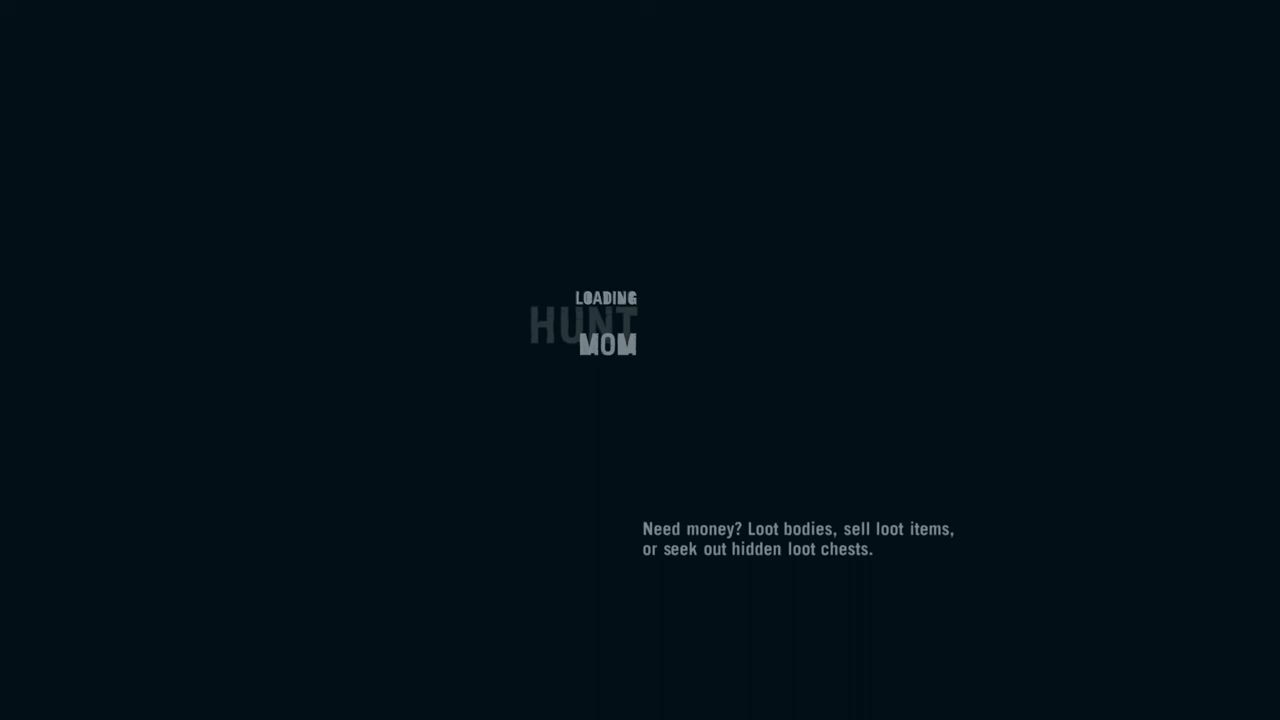 LOADING
HUNT
MOM
Need money? Loot bodies, sell loot items,
or seek out hidden loot chests.